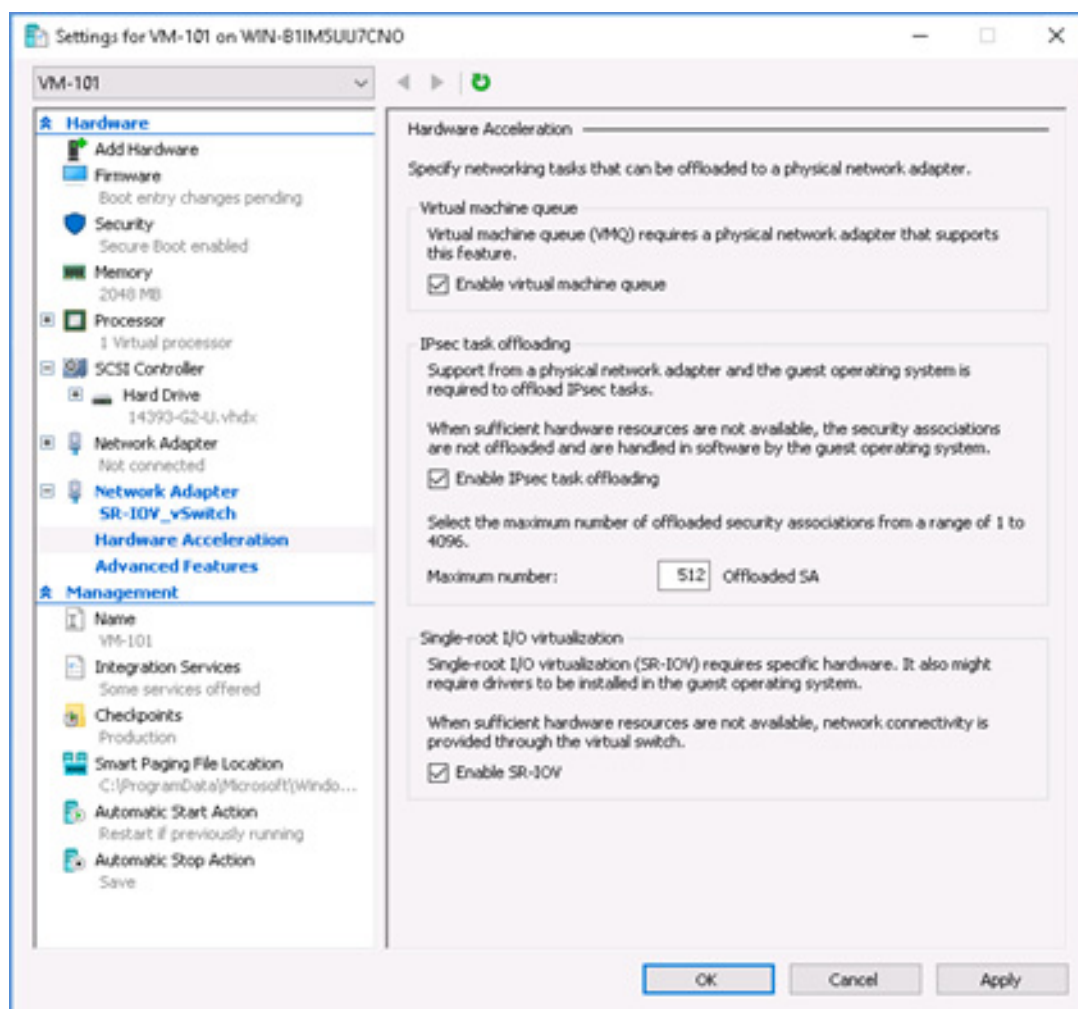 Settings for VM-101 on WIN-B1IM5UU7CNO
VM-101
Hardware
Add Hardware
Firmware
Boot entry changes pending
Security
Secure Boot enabled
Memory
2048 MB
Processor
1 Virtual processor
SCSI Controller
Hard Drive
14393-G2-U.vhdx
Network Adapter
Not connected
Network Adapter
SR-IOV_vSwitch
Hardware Acceleration
Advanced Features
Management
Name
VM-101
Integration Services
Some services offered
Checkpoints
Production
Smart Paging File Location
C:\ProgramData\Microsoft\Windo...
Automatic Start Action
Restart if previously running
Automatic Stop Action
Save
Hardware Acceleration
Specify networking tasks that can be offloaded to a physical network adapter.
Virtual machine queue
Virtual machine queue (VMQ) requires a physical network adapter that supports
this feature.
Enable virtual machine queue
IPsec task offloading
Support from a physical network adapter and the guest operating system is
required to offload IPsec tasks.
When sufficient hardware resources are not available, the security associations
are not offloaded and are handled in software by the guest operating system.
Enable IPsec task offloading
Select the maximum number of offloaded security associations from a range of 1 to
4096.
Maximum number: 512 Offloaded SA
Single-root I/O virtualization
Single-root I/O virtualization (SR-IOV) requires specific hardware. It also might
require drivers to be installed in the guest operating system.
When sufficient hardware resources are not available, network connectivity is
provided through the virtual switch.
Enable SR-IOV
OK Cancel Apply